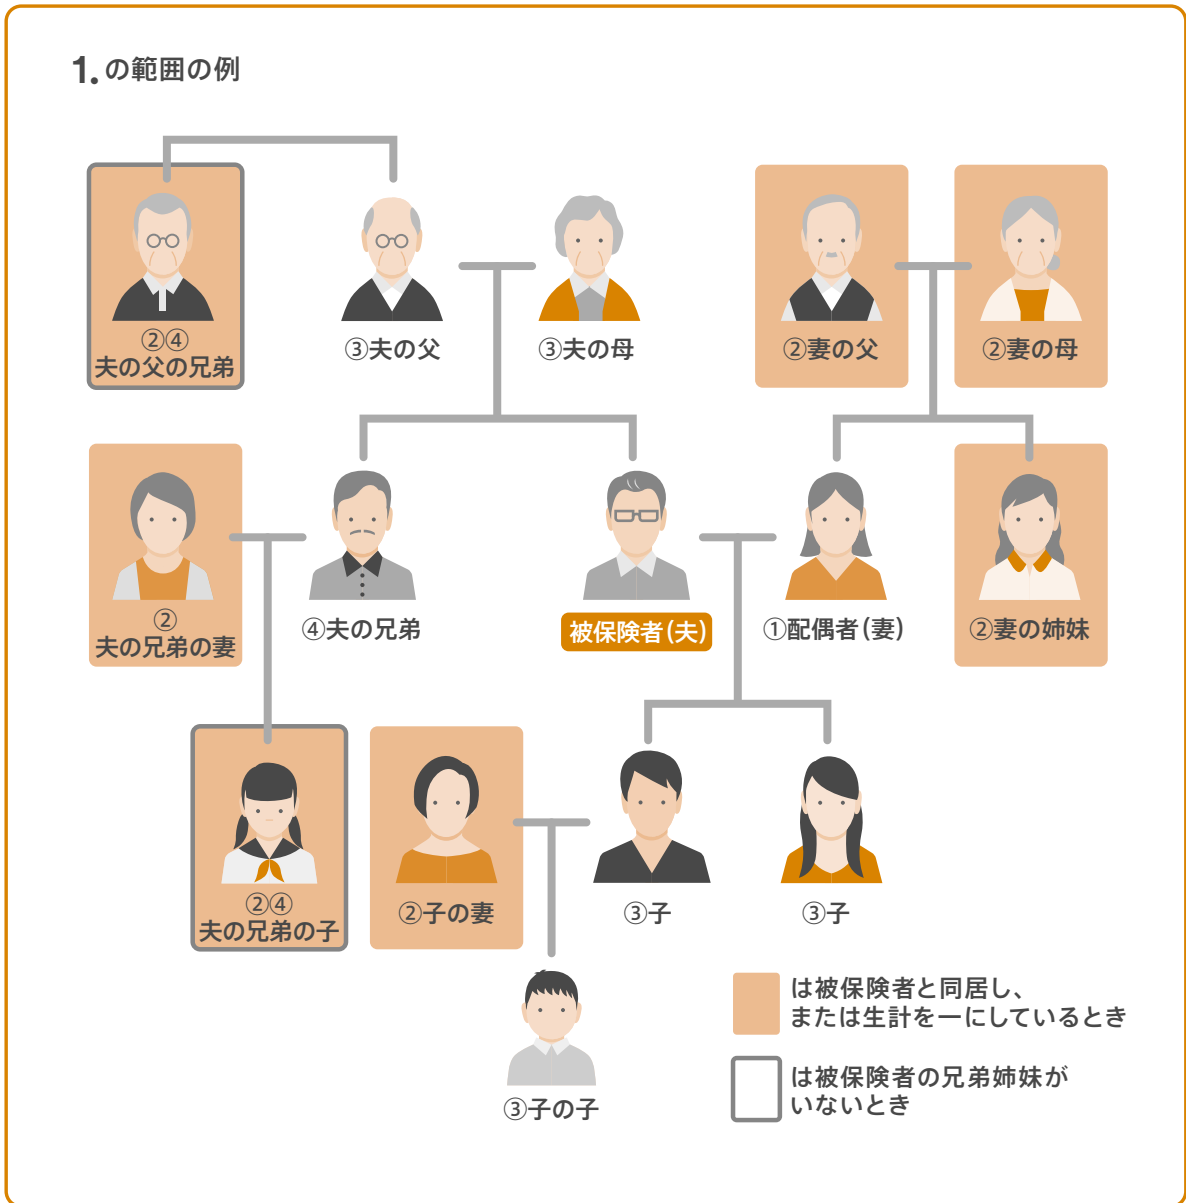 1.の範囲の例
②④
夫の父の兄弟
③夫の父
③夫の母
②妻の父
②妻の母
②
夫の兄弟の妻
④夫の兄弟
被保険者(夫)
①配偶者(妻)
②妻の姉妹
②④
夫の兄弟の子
②子の妻
③子
③子
③子の子
は被保険者と同居し、
または生計を一にしているとき
は被保険者の兄弟姉妹が
いないとき